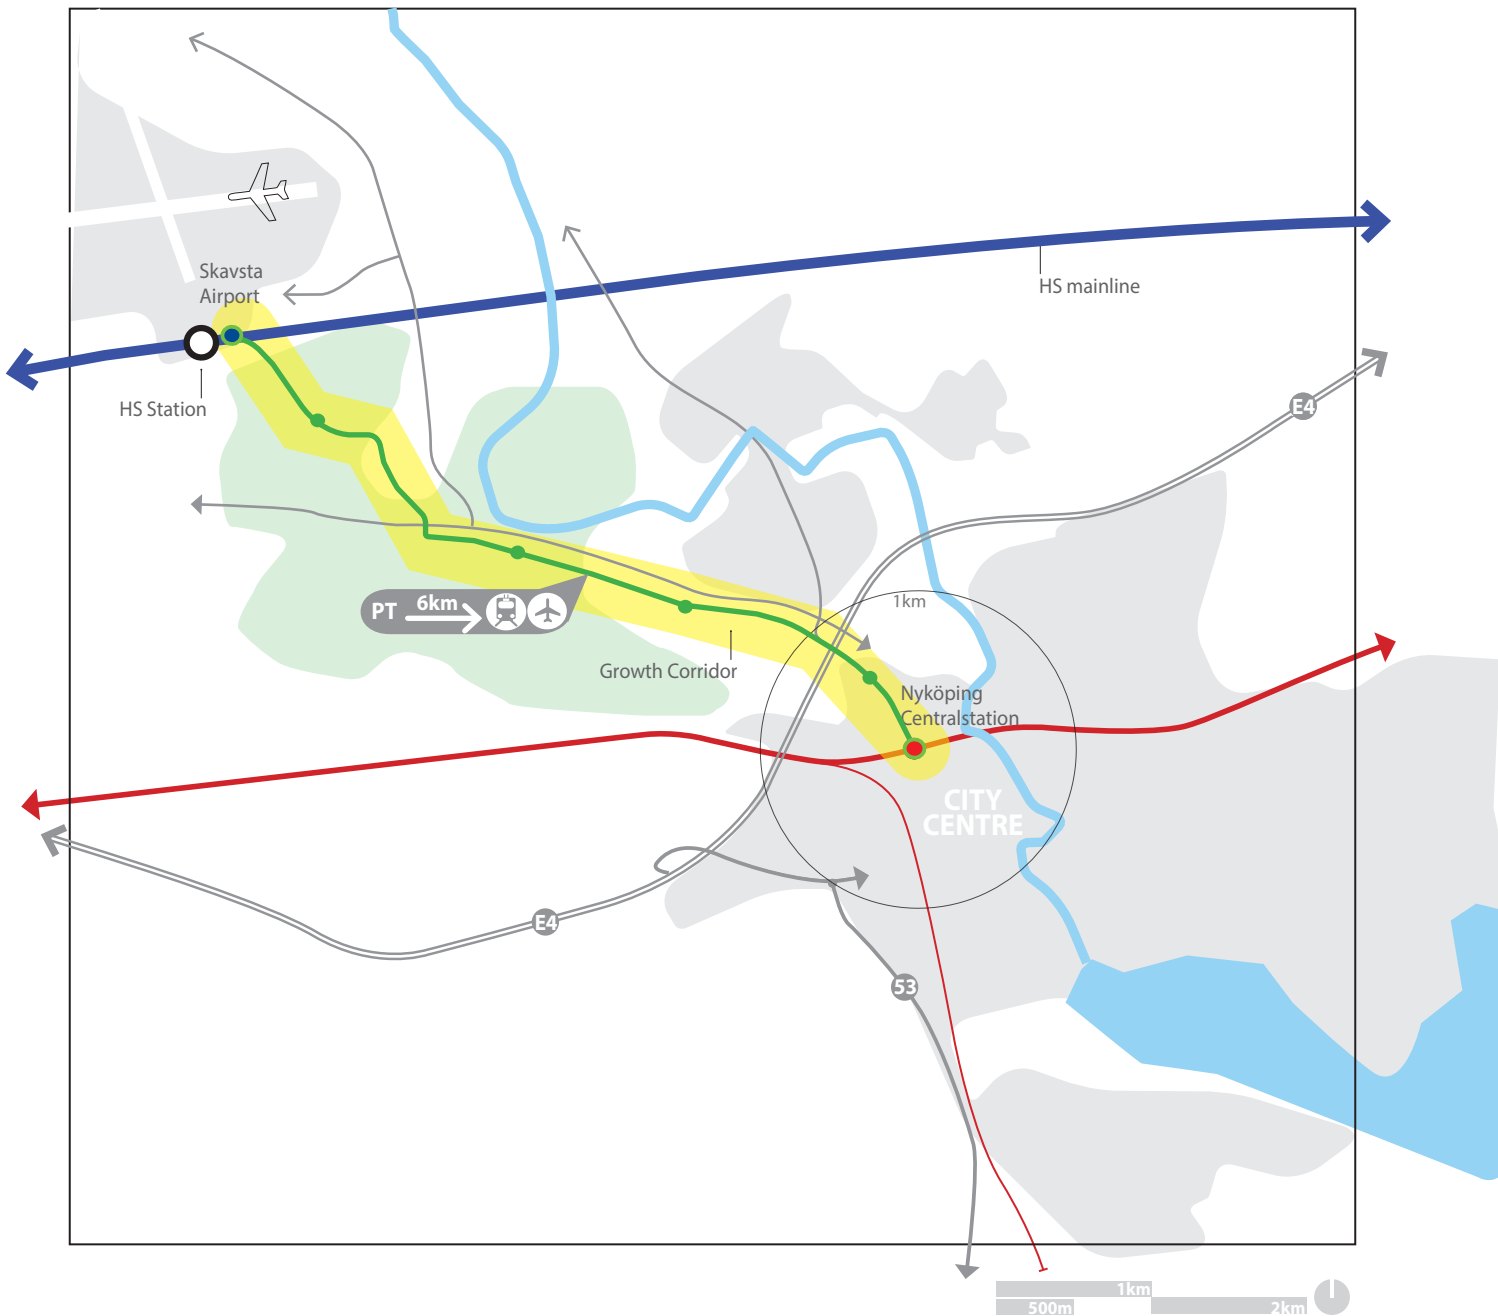 Skavsta
Airport
HS mainline
HS Station
E4
PT 6km
1km
Growth Corridor
Nyköping
Centralstation
CITY
CENTRE
E4
53
1km
500m 2km